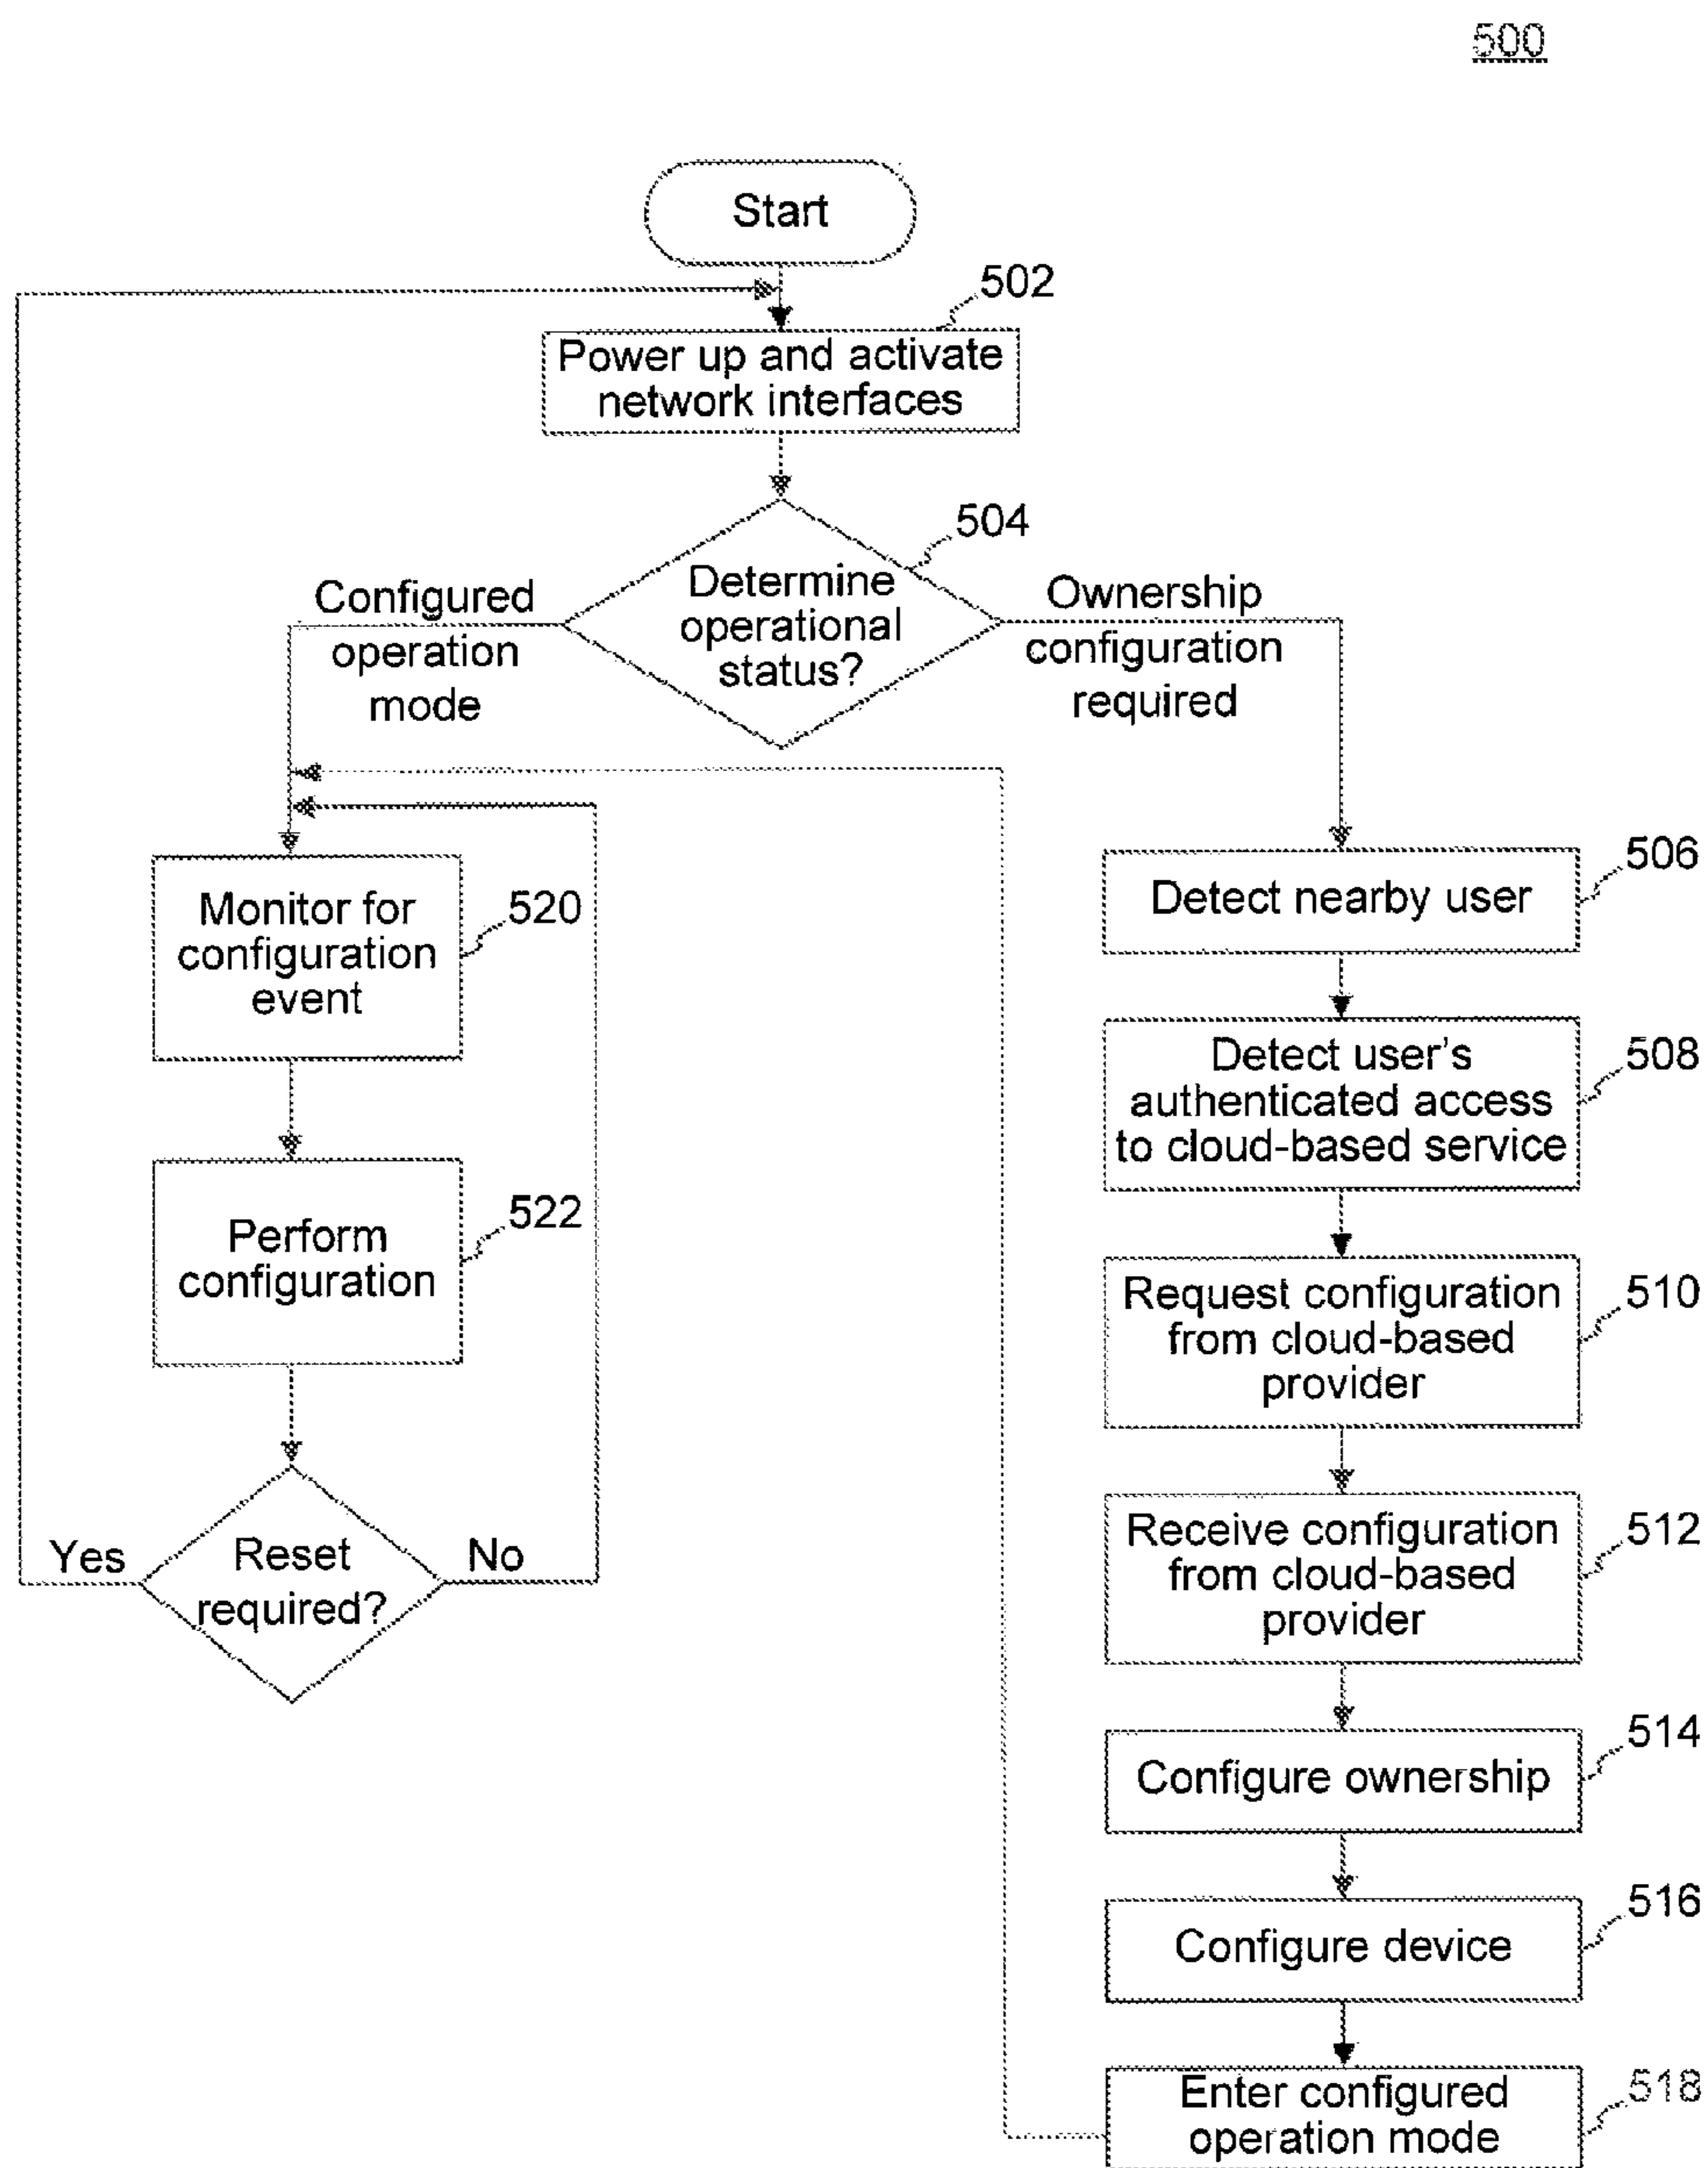 500
Start
502
Power up and activate
network interfaces
504
Determine
operational
status?
Configured
operation
mode
Ownership
configuration
required
506
Detect nearby user
508
Detect user's
authenticated access
to cloud-based service
510
Request configuration
from cloud-based
provider
512
Receive configuration
from cloud-based
provider
514
Configure ownership
516
Configure device
518
Enter configured
operation mode
520
Monitor for
configuration
event
522
Perform
configuration
Reset
required?
Yes
No